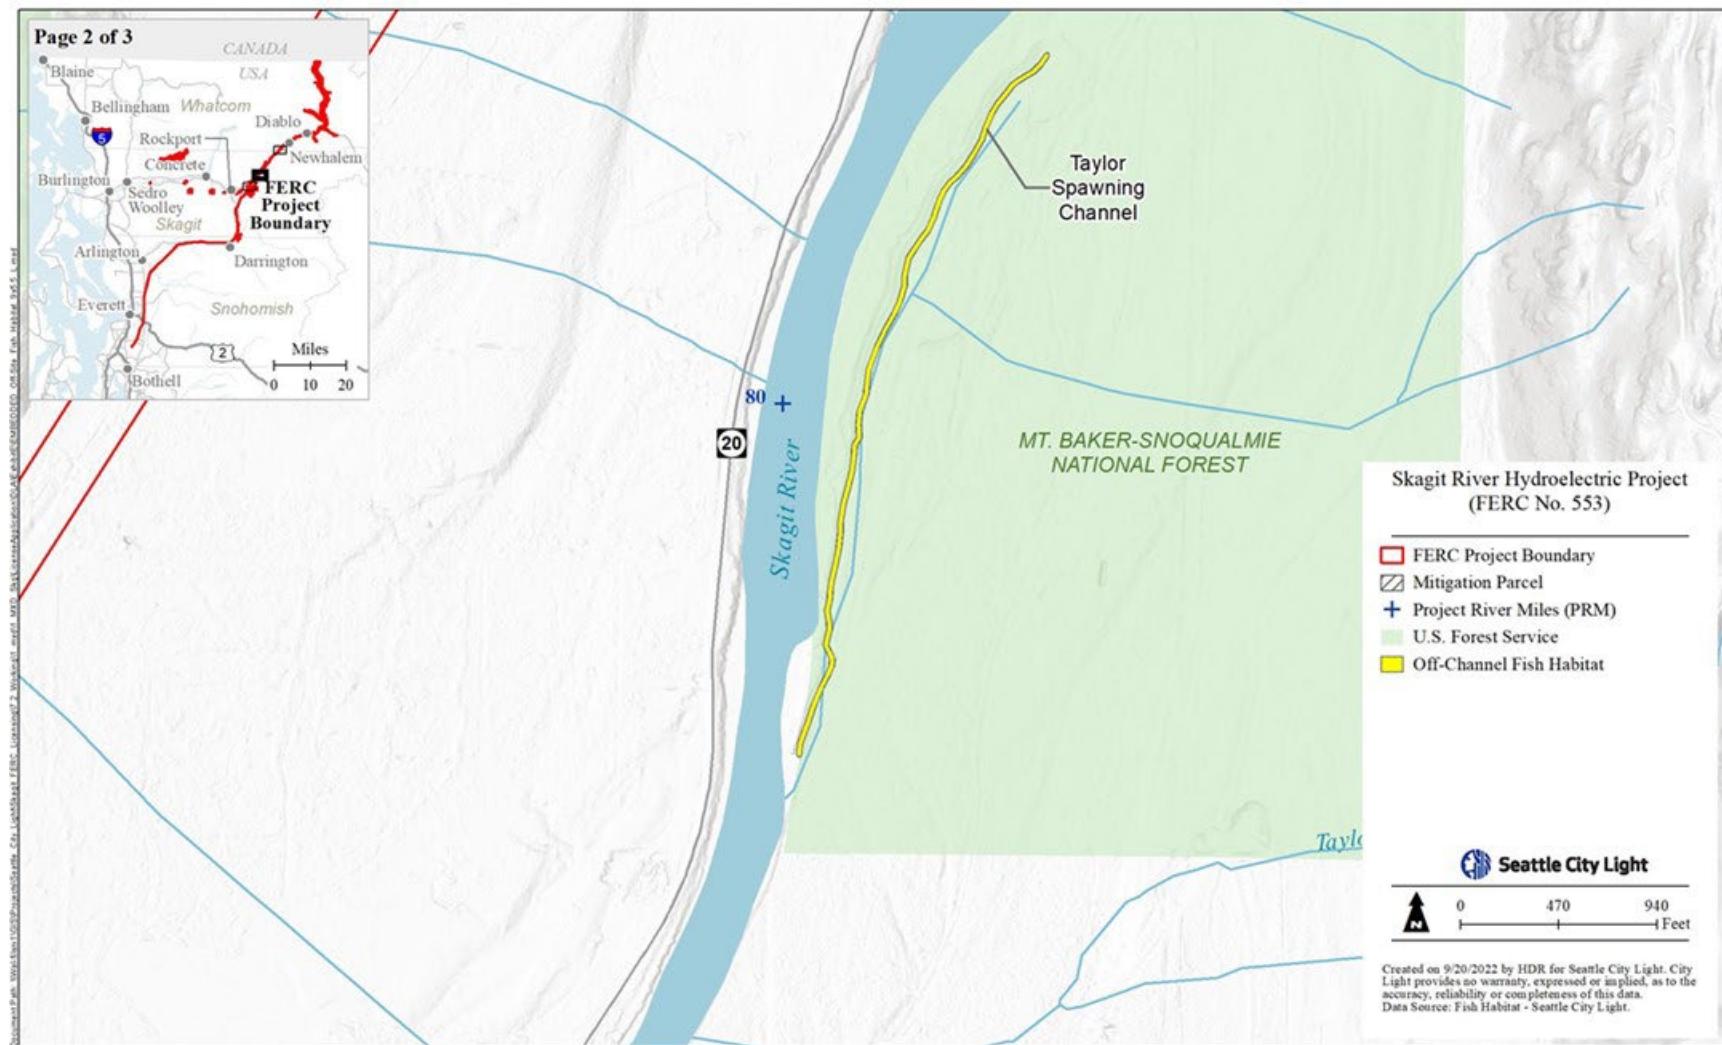 Page 2 of 3
CANADA
USA
Blaine
Bellingham
Whatcom
5
Diablo
Rockport
Newhalem
Concrete
Burlington
Sedro
Woolley
FERC
Project
Boundary
Skagit
Arlington
Darrington
Everett
Snohomish
2
Miles
Bothell
0 10 20
Taylor
Spawning
Channel
80
20
Skagit River
MT. BAKER-SNOQUALMIE
NATIONAL FOREST
Skagit River Hydroelectric Project
(FERC No. 553)
FERC Project Boundary
Mitigation Parcel
Project River Miles (PRM)
U.S. Forest Service
Off-Channel Fish Habitat
Taylo
Seattle City Light
N
0 470 940
Feet
Created on 9/20/2022 by HDR for Seattle City Light. City
Light provides no warranty, expressed or implied, as to the
accuracy, reliability or completeness of this data.
Data Source: Fish Habitat - Seattle City Light.